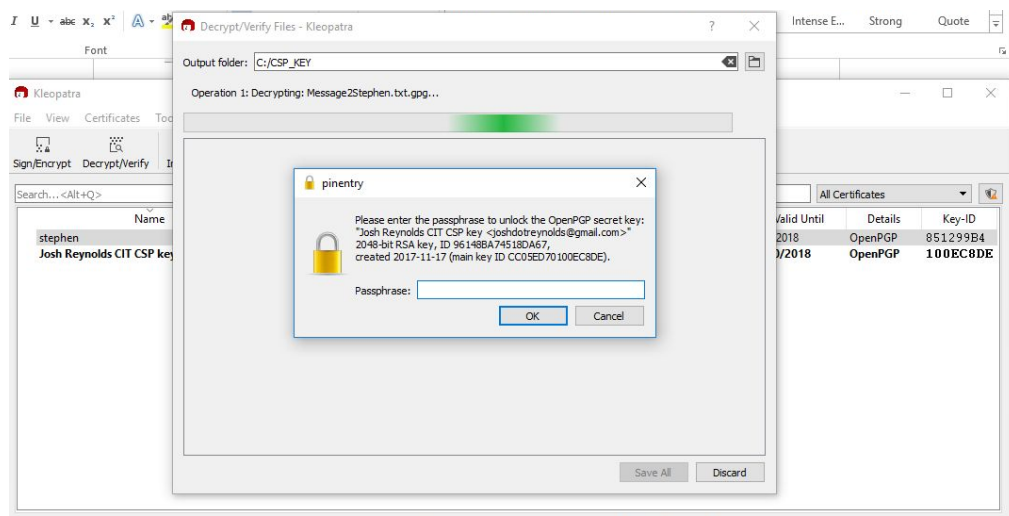 I U abc X₂ X² A
Font
Intense E... Strong Quote
Decrypt/Verify Files - Kleopatra
Output folder: C:/CSP_KEY
Operation 1: Decrypting: Message2Stephen.txt.gpg...
Kleopatra
File View Certificates
Sign/Encrypt Decrypt/Verify
Search...<Alt+Q>
All Certificates
Name Valid Until Details Key-ID
stephen 2018 OpenPGP 851299B4
Josh Reynolds CIT CSP key /2018 OpenPGP 100EC8DE
pinentry
Please enter the passphrase to unlock the OpenPGP secret key:
"Josh Reynolds CIT CSP key <joshdotreynolds@gmail.com>"
2048-bit RSA key, ID 96148BA74518DA67,
created 2017-11-17 (main key ID CC05ED70100EC8DE).
Passphrase:
OK Cancel
Save All Discard